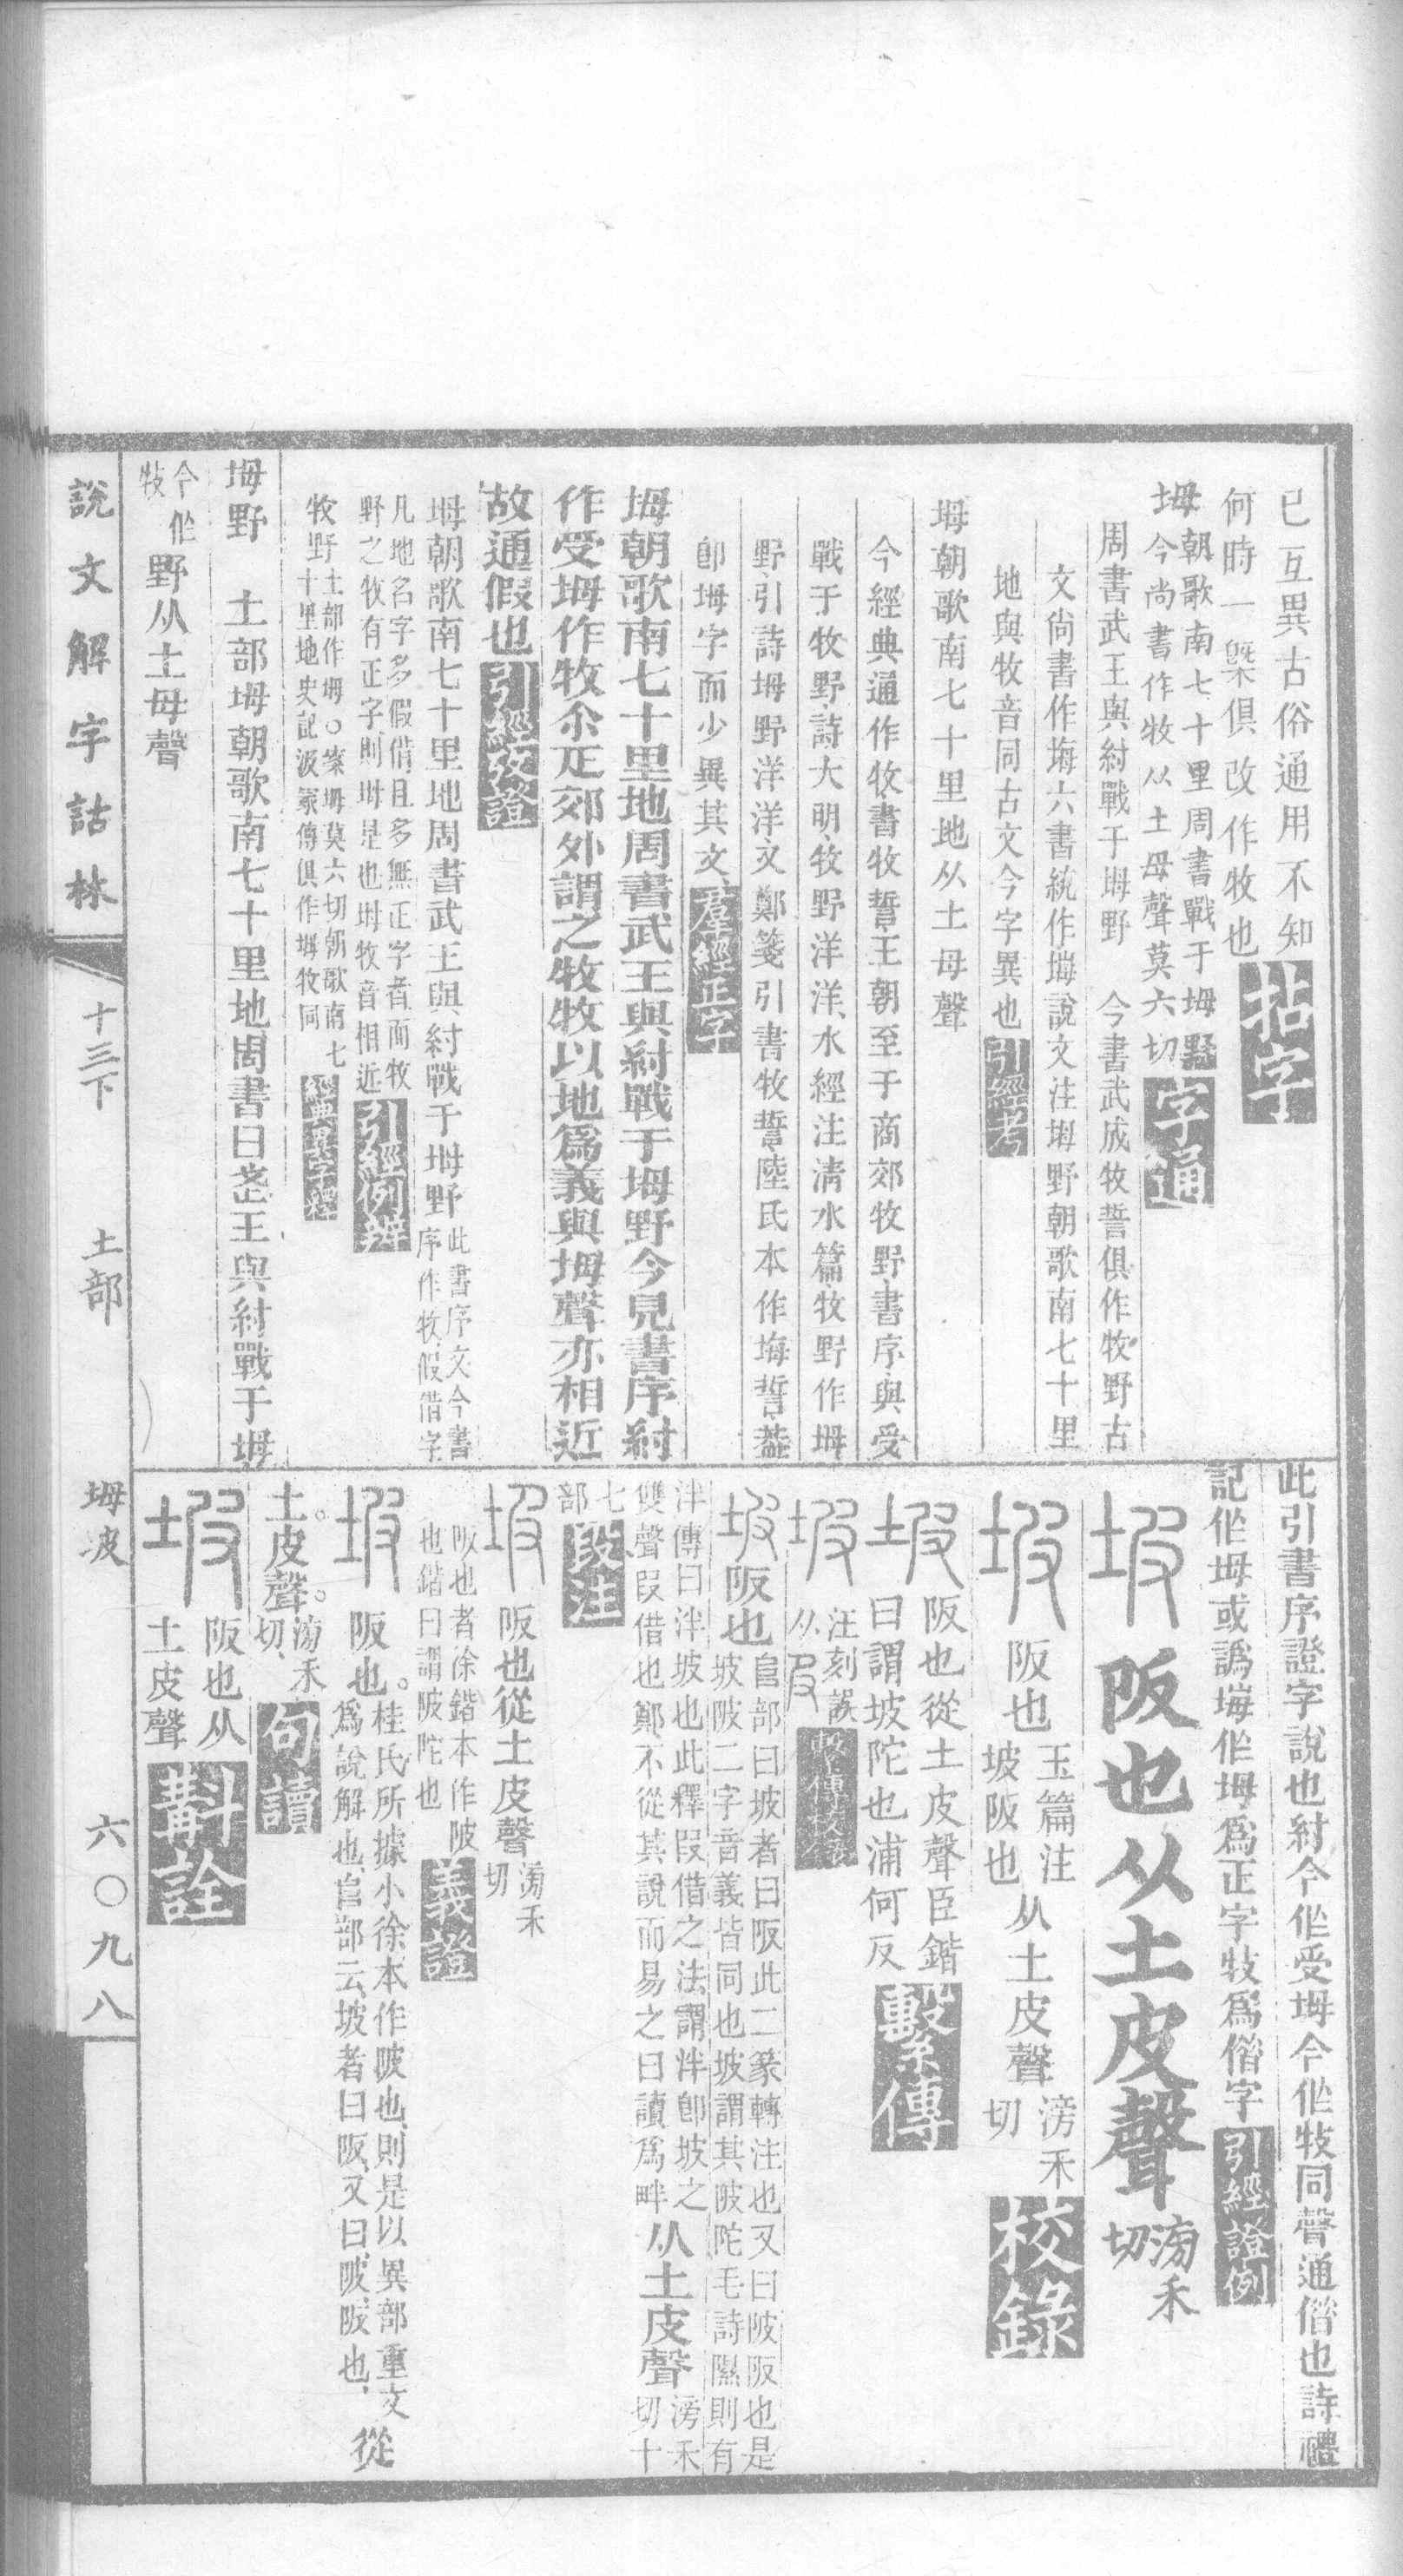 已互異古俗通用不知
何時一槩俱改作牧也拈字
坶朝歌南七十里周書戰于坶野
今尚書作牧从土母聲莫六切字通
周書武王與紂戰于坶野 今書武成牧誓俱作牧野古
文尙書作坶六書統作𡒃說文注坶野朝歌南七十里
地與牧音同古文今字異也引經考
坶朝歌南七十里地从土母聲
今經典通作牧書牧誓王朝至于商郊牧野書序與受
戰于牧野詩大明牧野洋洋水經注清水篇牧野作坶
野引詩坶野洋洋文鄭箋引書牧誓陸氏本作坶誓葢
卽坶字而少異其文羣經正字
坶朝歌南七十里地周書武王與紂戰于坶野今見書序紂
作受坶作牧尒疋郊外謂之牧牧以地爲義與坶聲亦相近
故通假也引經攷證
坶朝歌南七十里地周書武王與紂戰于坶野此書序文今書
序作牧假借字
凡地名字多假借且多無正字者而牧
野之牧有正字則坶是也坶牧音相近引經例辨
牧野土部作坶○案坶莫六切朝歌南七
十里地史記汲冢傳俱作坶牧同經典異字釋
坶野 土部坶朝歌南七十里地周書曰武王與紂戰于坶
野从土母聲
今作
牧
此引書序證字說也紂今作受坶今作牧同聲通借也詩禮
記作坶或譌坶作坶爲正字牧爲借字引經證例
坡 阪也从土皮聲滂禾
切
坡 阪也玉篇注
坡阪也从土皮聲滂禾
切校錄
坡 阪也從土皮聲臣鍇
曰謂坡陀也浦何反繫傳
坡 汪刻誤
从皮繫傳校錄
坡阪也𨸏部曰坡者曰阪此二篆轉注也又曰陂阪也是
坡陂二字音義皆同也坡謂其陂陀毛詩隰則有
泮傳曰泮坡也此釋叚借之法謂泮卽坡之
雙聲叚借也鄭不從其說而易之曰讀爲畔从土皮聲滂禾
切十
七
部段注
坡 阪也從土皮聲滂禾
切
阪也者徐鍇本作陂
也鍇曰謂陂陀也義證
坡 阪也。桂氏所據小徐本作陂也則是以異部重文
爲說解也𨸏部云坡者曰阪又曰陂阪也從
土。皮聲。滂禾
切句讀
坡 阪也从
土皮聲斠詮
說文解字詁林 十三下 土部 坶坡 六〇九八